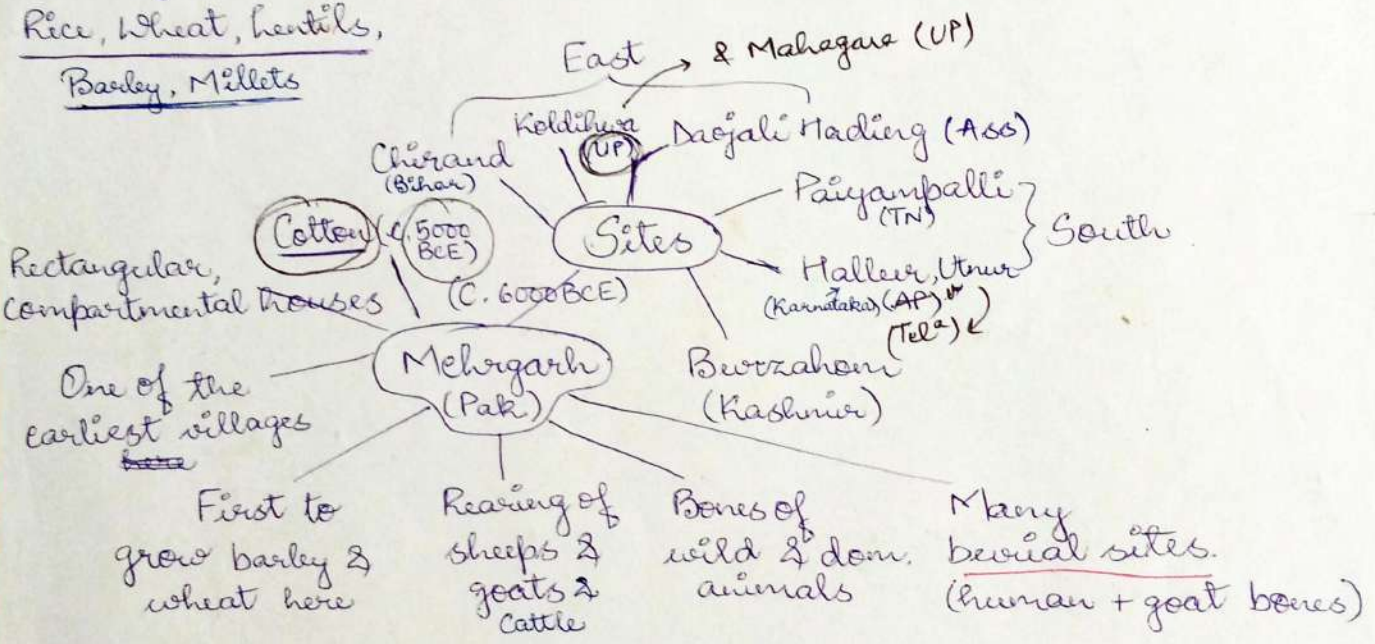 Rice, Wheat, Lentils,
Barley, Millets
East
& Mahagara (UP)
Koldihwa
(UP)
Daojali Hading (Ass)
Chirand
(Bihar)
Paiyampalli
(TN)
Sites
South
Cotton (c. 5000
BCE)
Hallur, Utnur
(Karnataka) (AP)
(Telª)
(C. 6000BCE)
Rectangular,
compartmental houses
Mehrgarh
(Pak)
Burzahom
(Kashmir)
One of the
earliest villages
here
First to
grow barley &
wheat here
Rearing of
sheeps &
goats &
Cattle
Bones of
wild & dom.
animals
Many
burial sites.
(human + goat bones)